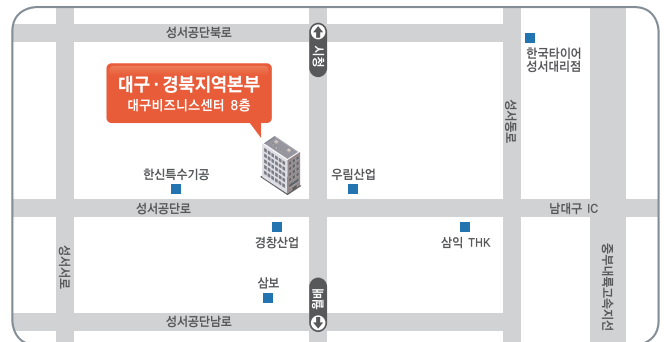 성서공단북로
시청
한국타이어
성서대리점
대구·경북지역본부
대구비즈니스센터 8층
성서동로
한신특수기공
우림산업
성서공단로
남대구 IC
경창산업
삼익 THK
성서서로
중부내륙고속지선
삼보
월배
성서공단남로